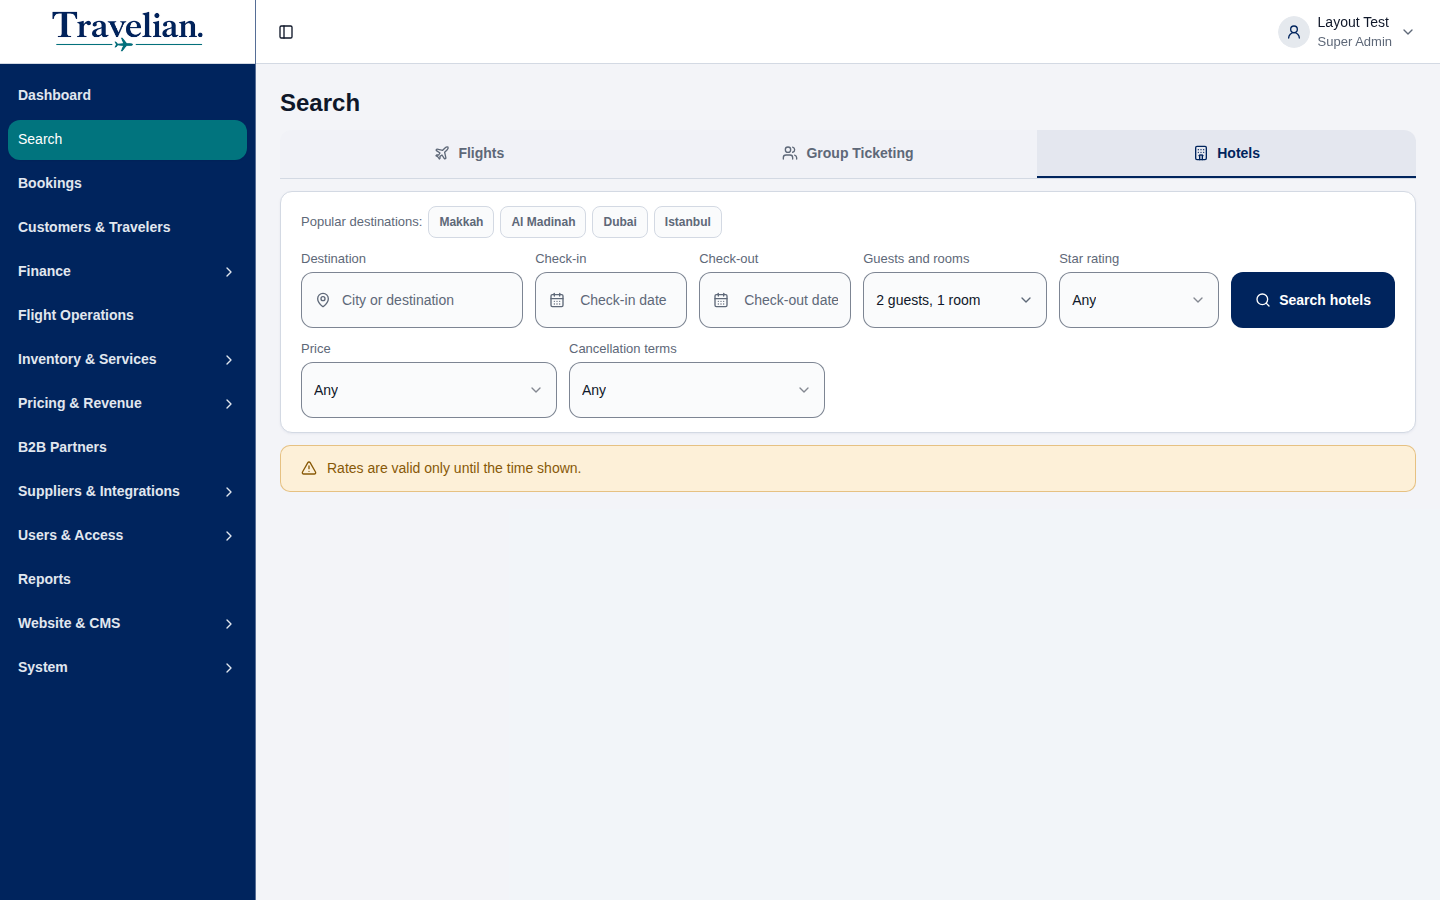 Travelian.
Layout Test
Super Admin
Dashboard
Search
Bookings
Customers & Travelers
Finance
Flight Operations
Inventory & Services
Pricing & Revenue
B2B Partners
Suppliers & Integrations
Users & Access
Reports
Website & CMS
System
Search
Flights
Group Ticketing
Hotels
Popular destinations: Makkah Al Madinah Dubai Istanbul
Destination Check-in Check-out Guests and rooms Star rating
City or destination Check-in date Check-out date 2 guests, 1 room Any Search hotels
Price Cancellation terms
Any Any
Rates are valid only until the time shown.